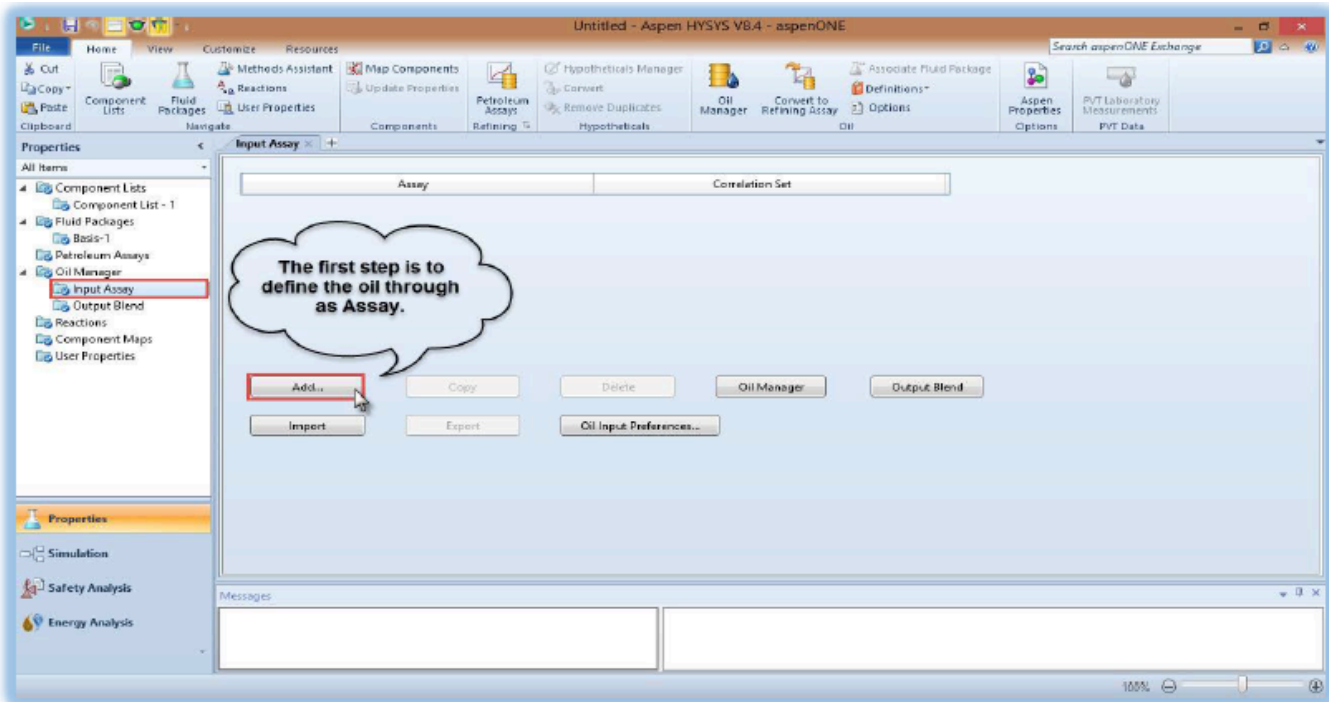 Untitled - Aspen HYSYS V8.4 - aspenONE
File Home View Customize Resources Search aspenONE Exchange
Cut
Copy
Paste
Clipboard
Component Lists
Fluid Packages
Methods Assistant
Reactions
User Properties
Navigate
Map Components
Update Properties
Components
Petroleum Assays
Refining
Hypotheticals Manager
Convert
Remove Duplicates
Hypotheticals
Oil Manager
Convert to Refining Assay
Associate Fluid Package
Definitions
Options
Oil
Aspen Properties
Options
PVT Laboratory Measurements
PVT Data
Properties
All Items
Component Lists
Component List - 1
Fluid Packages
Basis-1
Petroleum Assays
Oil Manager
Input Assay
Output Blend
Reactions
Component Maps
User Properties
Properties
Simulation
Safety Analysis
Energy Analysis
Input Assay
Assay Correlation Set
The first step is to
define the oil through
as Assay.
Add... Copy Delete Oil Manager Output Blend
Import Export Oil Input Preferences...
Messages
100%